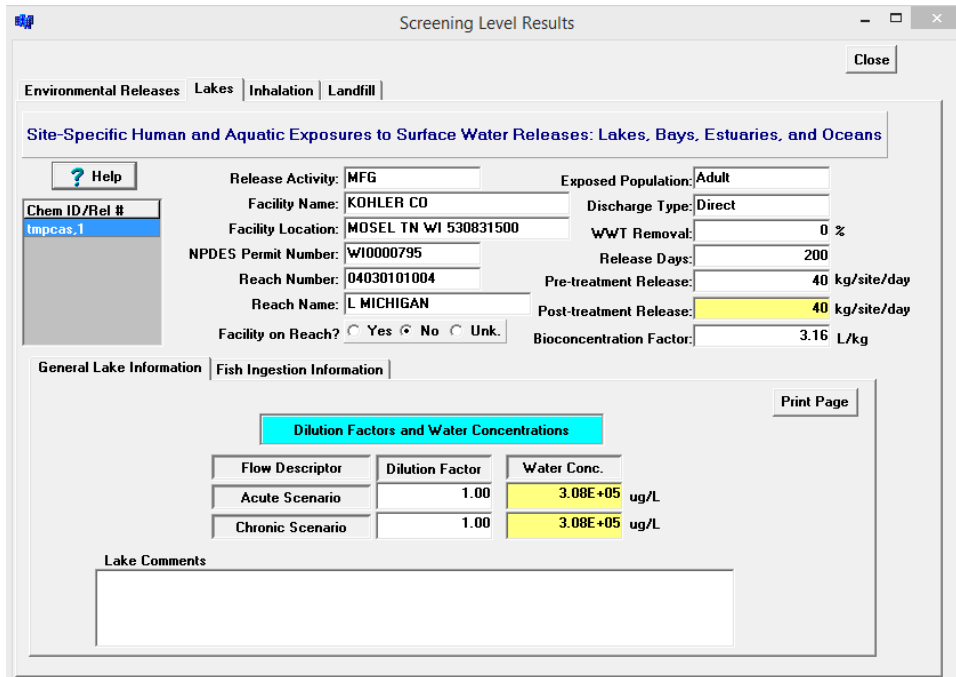 Screening Level Results
Close
Environmental Releases Lakes Inhalation Landfill
Site-Specific Human and Aquatic Exposures to Surface Water Releases: Lakes, Bays, Estuaries, and Oceans
? Help
Chem ID/Rel #
tmpcas,1
Release Activity: MFG
Facility Name: KOHLER CO
Facility Location: MOSEL TN WI 530831500
NPDES Permit Number: WI0000795
Reach Number: 04030101004
Reach Name: L MICHIGAN
Facility on Reach? Yes No Unk.
Exposed Population: Adult
Discharge Type: Direct
WWT Removal: 0 %
Release Days: 200
Pre-treatment Release: 40 kg/site/day
Post-treatment Release: 40 kg/site/day
Bioconcentration Factor: 3.16 L/kg
General Lake Information Fish Ingestion Information
Print Page
Dilution Factors and Water Concentrations
Flow Descriptor Dilution Factor Water Conc.
Acute Scenario 1.00 3.08E+05 ug/L
Chronic Scenario 1.00 3.08E+05 ug/L
Lake Comments